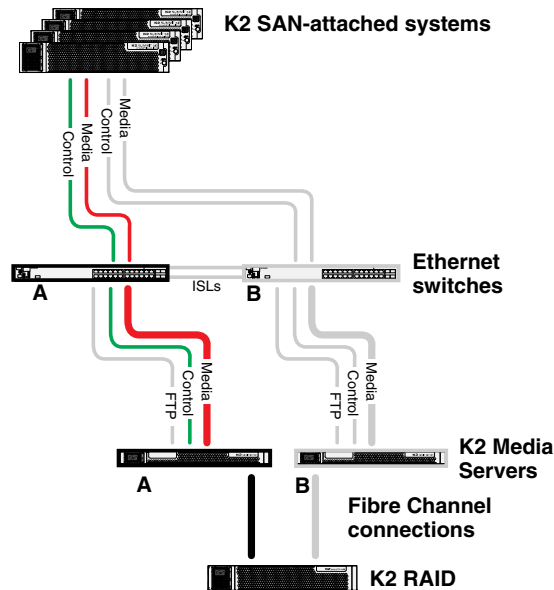 K2 SAN-attached systems
Control
Media
Control
Media
Ethernet
switches
A
ISLs
B
FTP
Control
Media
FTP
Control
Media
K2 Media
Servers
A
B
Fibre Channel
connections
K2 RAID